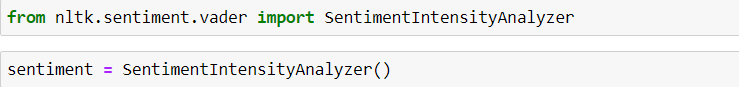 from nltk.sentiment.vader import SentimentIntensityAnalyzer
sentiment = SentimentIntensityAnalyzer()